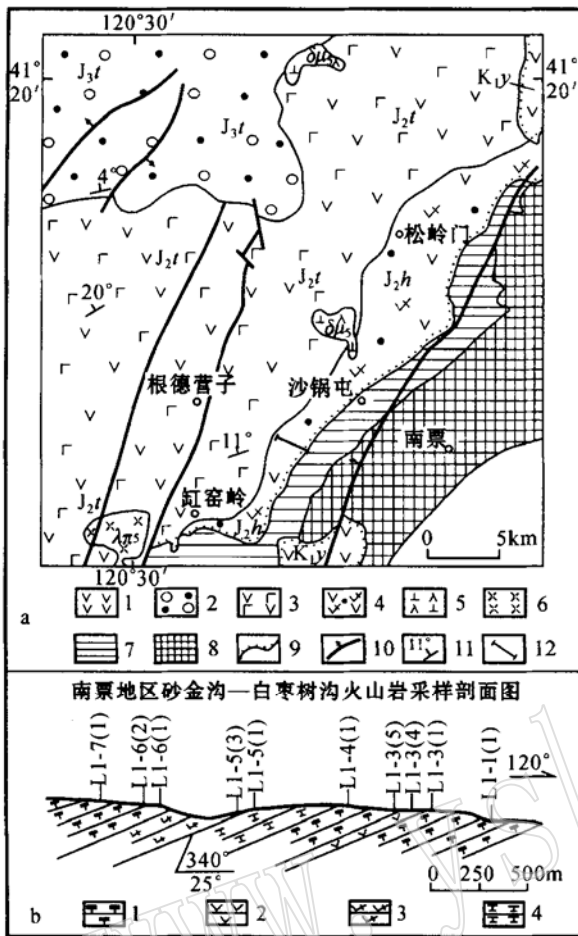 120°30′
41°20′
41°20′
J₃t
J₃t
δμ₅
J₂t
K₁y
4°
松岭门
J₂t
J₂t
J₂h
20°
J₂t
δμ₅
根德营子
沙锅屯
南票
11°
缸窑岭
J₂t
J₂h
λπ⁵
K₁y
0 5km
120°30′
a
1 2 3 4 5 6
7 8 9 10 11° 11 12
南票地区砂金沟—白枣树沟火山岩采样剖面图
L1-7(1) L1-6(2) L1-6(1) L1-5(3) L1-5(1) L1-4(1) L1-3(5) L1-3(4) L1-3(1) L1-1(1)
120°
340°
25°
0 250 500m
b 1 2 3 4